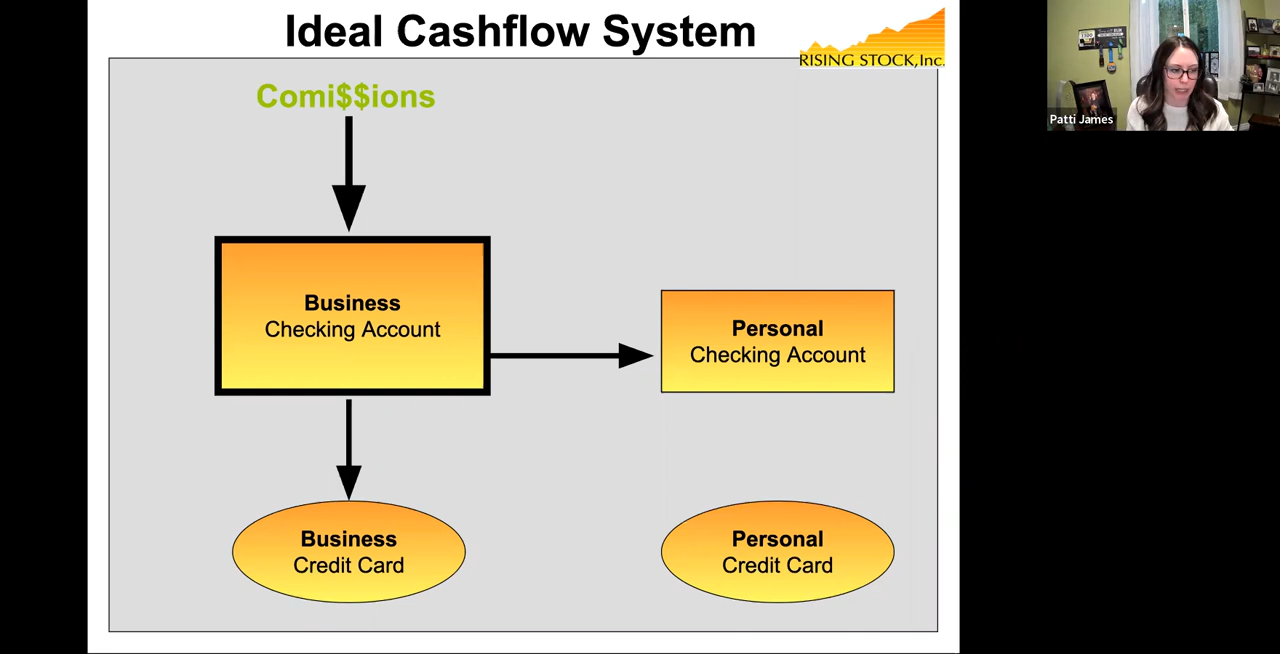 Ideal Cashflow System
RISING STOCK,Inc.
Comi$$ions
Business
Checking Account
Personal
Checking Account
Business
Credit Card
Personal
Credit Card
Patti James